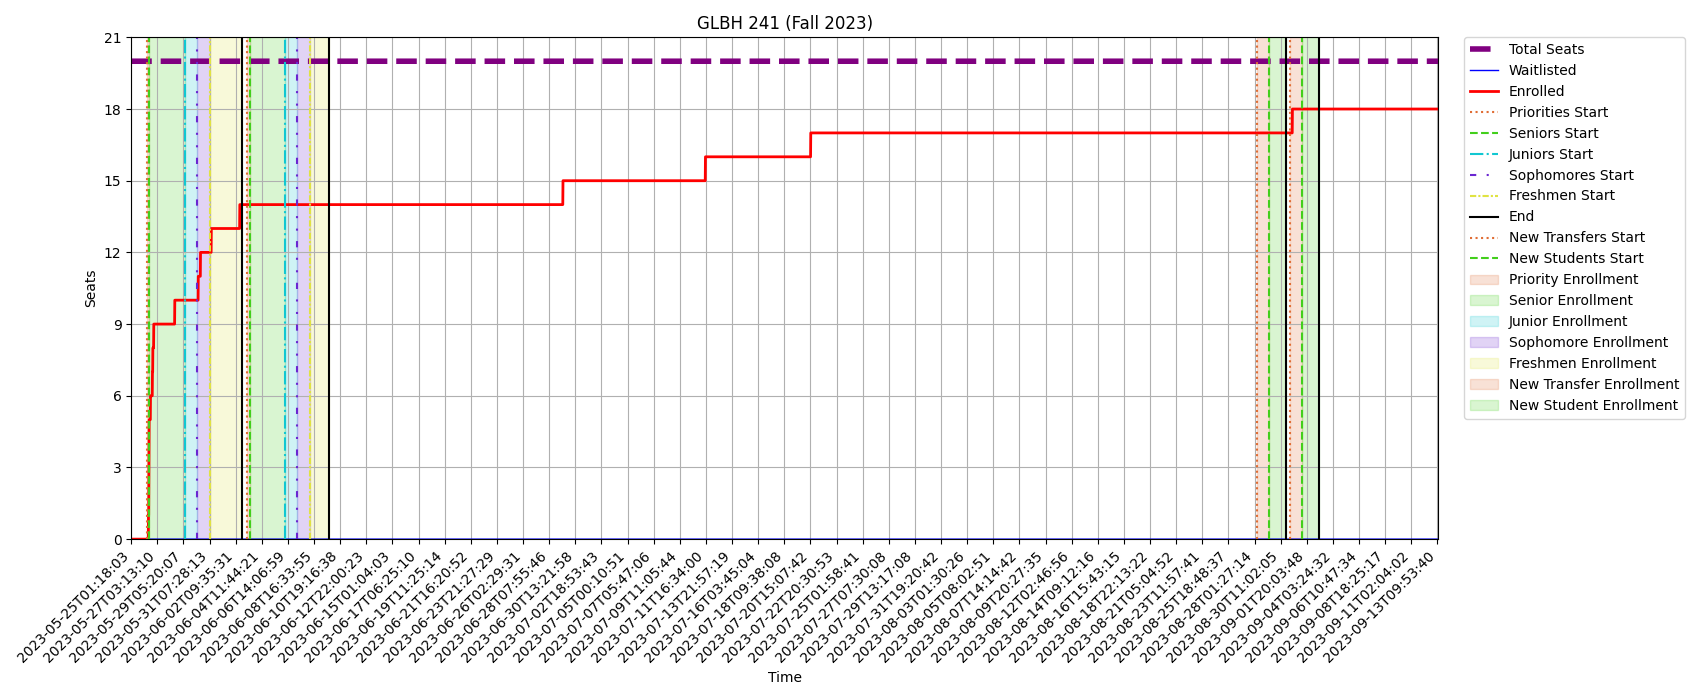 GLBH 241 (Fall 2023)
21
18
15
12
9
6
3
0
Seats
2023-05-25T01:18:03
2023-05-27T03:13:10
2023-05-29T05:20:07
2023-05-31T07:28:13
2023-06-02T09:35:31
2023-06-04T11:44:21
2023-06-06T14:06:59
2023-06-08T16:33:55
2023-06-10T19:16:38
2023-06-12T22:00:23
2023-06-15T01:04:03
2023-06-17T06:25:10
2023-06-19T11:25:14
2023-06-21T16:20:52
2023-06-23T21:27:29
2023-06-26T02:29:31
2023-06-28T07:55:46
2023-06-30T13:21:58
2023-07-02T18:53:43
2023-07-05T00:10:51
2023-07-07T05:47:06
2023-07-09T11:05:44
2023-07-11T16:34:00
2023-07-13T21:57:19
2023-07-16T03:45:04
2023-07-18T09:38:08
2023-07-20T15:07:42
2023-07-22T20:30:53
2023-07-25T01:58:41
2023-07-27T07:30:08
2023-07-29T13:17:08
2023-07-31T19:20:42
2023-08-03T01:30:26
2023-08-05T08:02:51
2023-08-07T14:14:42
2023-08-09T20:27:35
2023-08-12T02:46:56
2023-08-14T09:12:16
2023-08-16T15:43:15
2023-08-18T22:13:22
2023-08-21T05:04:52
2023-08-23T11:57:41
2023-08-25T18:48:37
2023-08-28T01:27:14
2023-08-30T11:02:05
2023-09-01T20:03:48
2023-09-04T03:24:32
2023-09-06T10:47:34
2023-09-08T18:25:17
2023-09-11T02:04:02
2023-09-13T09:53:40
Time
Total Seats
Waitlisted
Enrolled
Priorities Start
Seniors Start
Juniors Start
Sophomores Start
Freshmen Start
End
New Transfers Start
New Students Start
Priority Enrollment
Senior Enrollment
Junior Enrollment
Sophomore Enrollment
Freshmen Enrollment
New Transfer Enrollment
New Student Enrollment